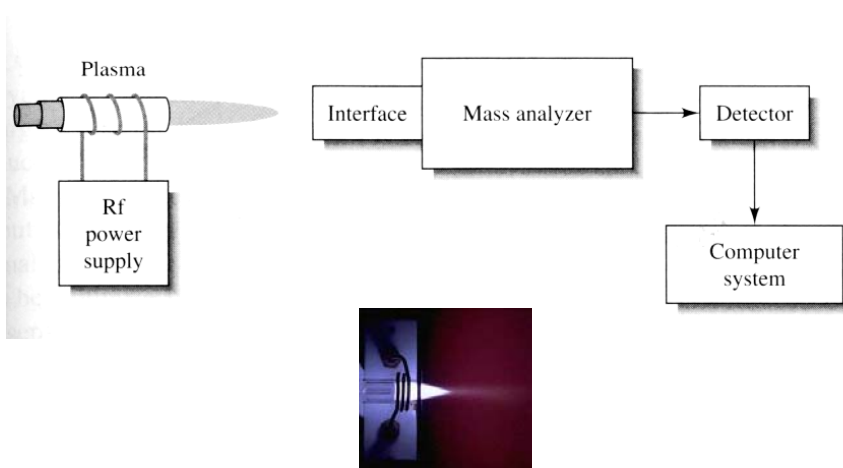 Plasma
Interface
Mass analyzer
Detector
Rf
power
supply
Computer
system